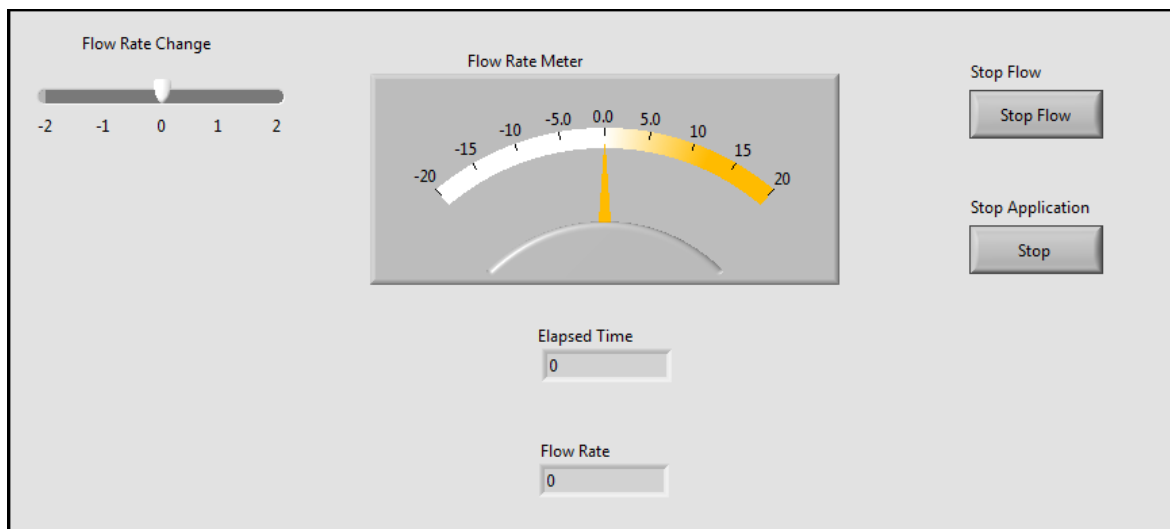 Flow Rate Change
-2 -1 0 1 2
Flow Rate Meter
-20 -15 -10 -5.0 0.0 5.0 10 15 20
Stop Flow
Stop Flow
Stop Application
Stop
Elapsed Time
0
Flow Rate
0